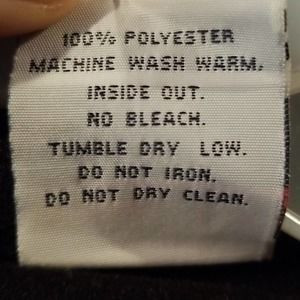 100% POLYESTER
MACHINE WASH WARM,
INSIDE OUT.
NO BLEACH.
TUMBLE DRY LOW.
DO NOT IRON.
DO NOT DRY CLEAN.